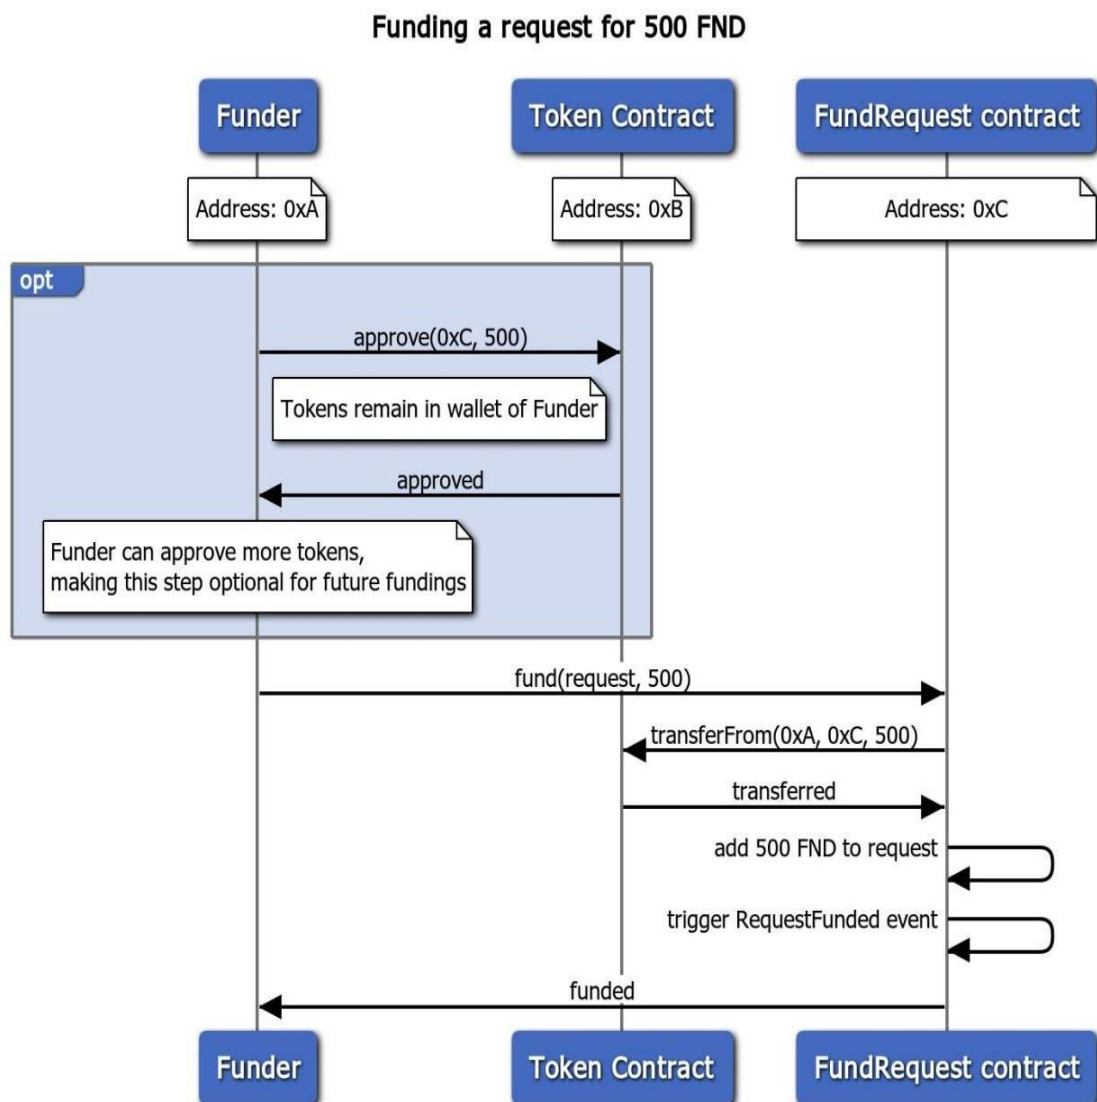 Funding a request for 500 FND
Funder
Token Contract
FundRequest contract
Address: 0xA
Address: 0xB
Address: 0xC
opt
approve(0xC, 500)
Tokens remain in wallet of Funder
approved
Funder can approve more tokens,
making this step optional for future fundings
fund(request, 500)
transferFrom(0xA, 0xC, 500)
transferred
add 500 FND to request
trigger RequestFunded event
funded
Funder
Token Contract
FundRequest contract